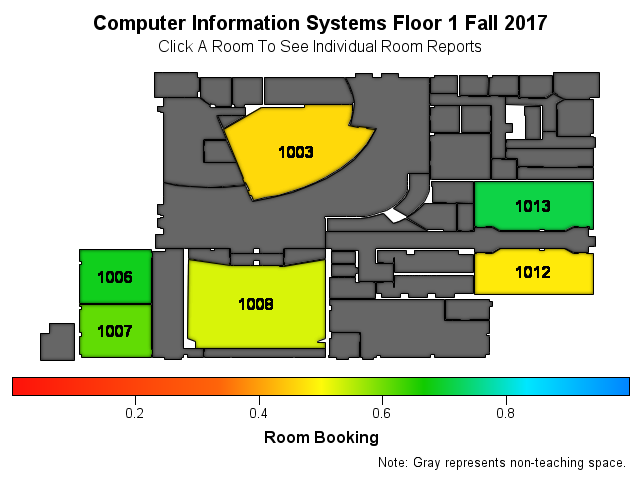 Computer Information Systems Floor 1 Fall 2017
Click A Room To See Individual Room Reports
1003
1013
1012
1006
1008
1007
0.2 0.4 0.6 0.8
Room Booking
Note: Gray represents non-teaching space.